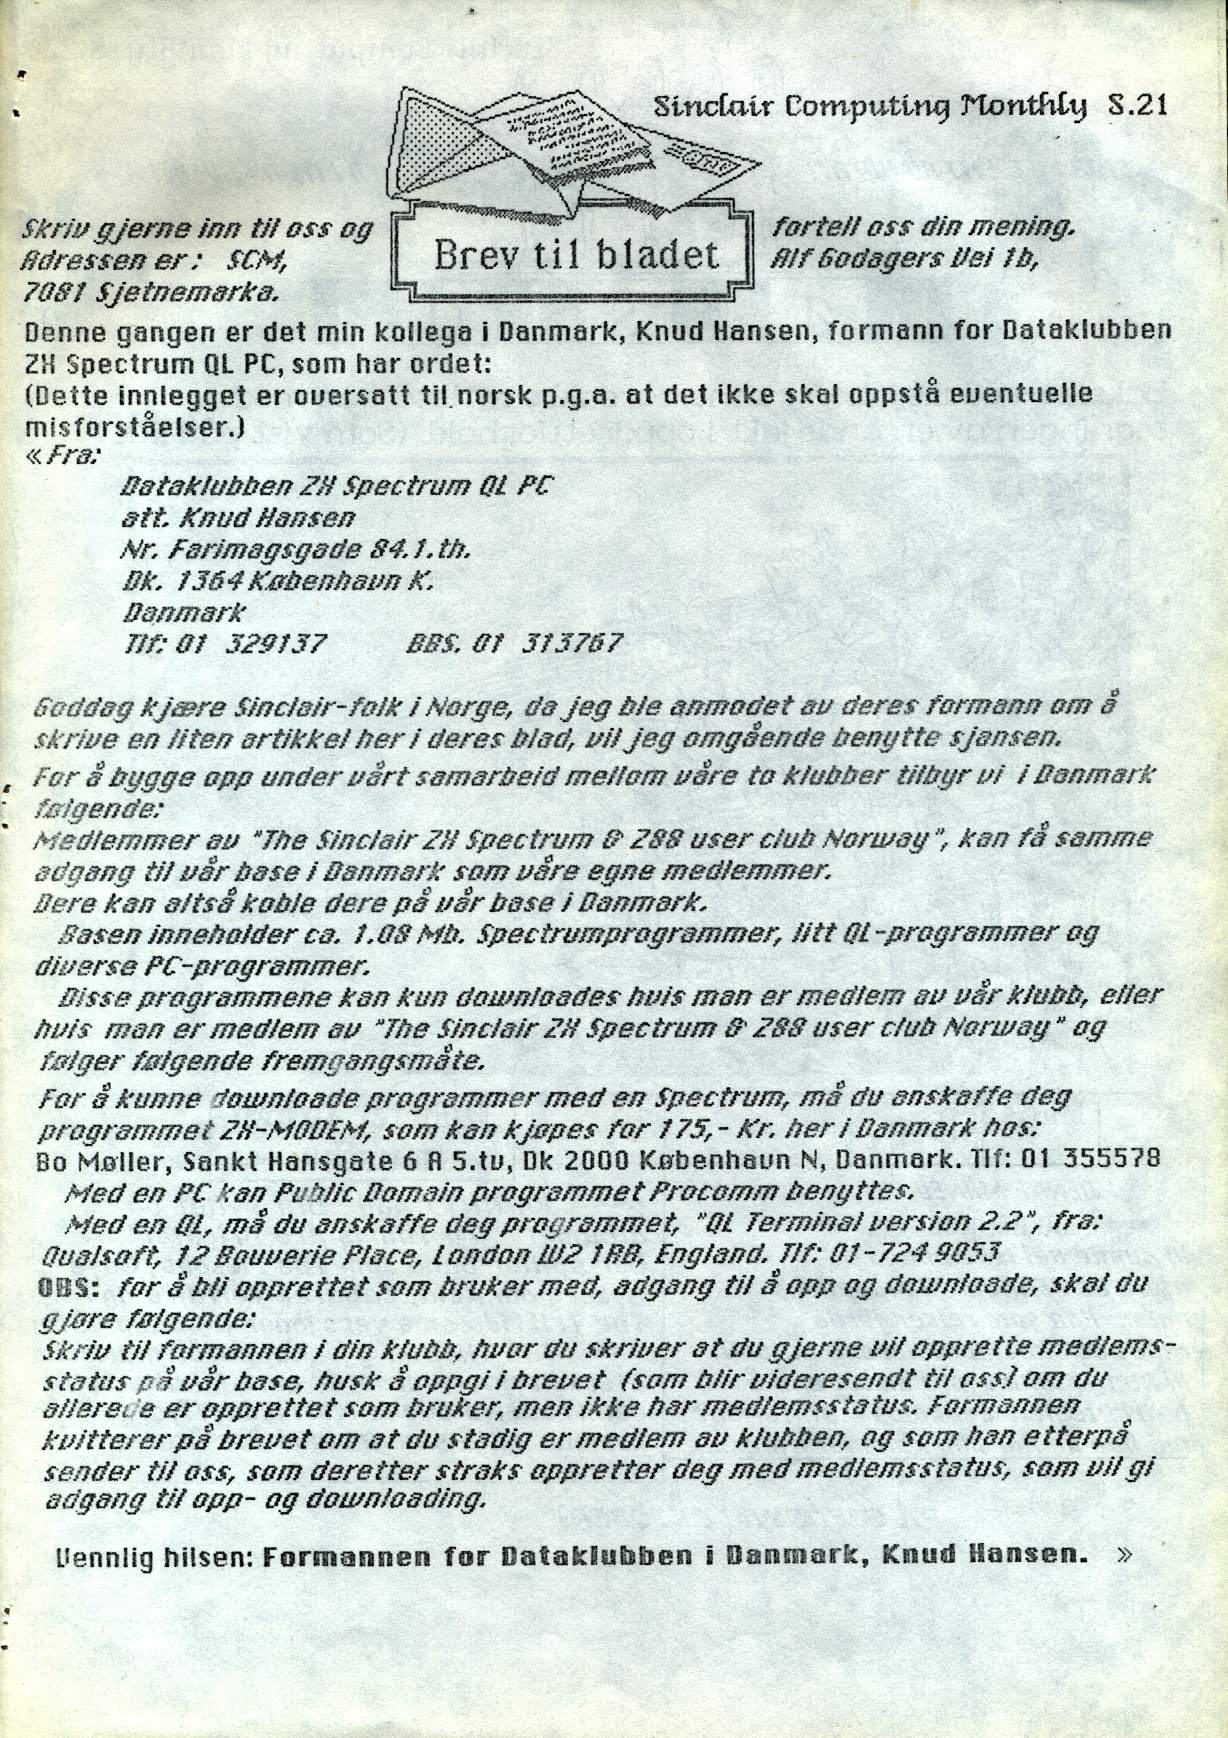 Sinclair Computing Monthly S.21
Skriv gjerne inn til oss og fortell oss din mening.
Brev til bladet
Adressen er: SCM, Alf Godagers Vei 1b,
7081 Sjetnemarka.
Denne gangen er det min kollega i Danmark, Knud Hansen, formann for Dataklubben
ZX Spectrum QL PC, som har ordet:
(Dette innlegget er oversatt til norsk p.g.a. at det ikke skal oppstå eventuelle
misforståelser.)
« Fra:
Dataklubben ZX Spectrum QL PC
att. Knud Hansen
Nr. Farimagsgade 84.1.th.
Dk. 1364 København K.
Danmark
Tlf: 01 329137 BBS. 01 313767
Goddag kjære Sinclair-folk i Norge, da jeg ble anmodet av deres formann om å
skrive en liten artikkel her i deres blad, vil jeg omgående benytte sjansen.
For å bygge opp under vårt samarbeid mellom våre to klubber tilbyr vi i Danmark
følgende:
Medlemmer av "The Sinclair ZX Spectrum & Z88 user club Norway", kan få samme
adgang til vår base i Danmark som våre egne medlemmer.
Dere kan altså koble dere på vår base i Danmark.
Basen inneholder ca. 1.08 Mb. Spectrumprogrammer, litt QL-programmer og
diverse PC-programmer.
Disse programmene kan kun downloades hvis man er medlem av vår klubb, eller
hvis man er medlem av "The Sinclair ZX Spectrum & Z88 user club Norway" og
følger følgende fremgangsmåte.
For å kunne downloade programmer med en Spectrum, må du anskaffe deg
programmet ZX-MODEM, som kan kjøpes for 175,- Kr. her i Danmark hos:
Bo Møller, Sankt Hansgate 6 A 5.tv, Dk 2000 København N, Danmark. Tlf: 01 355578
Med en PC kan Public Domain programmet Procomm benyttes.
Med en QL, må du anskaffe deg programmet, "QL Terminal version 2.2", fra:
Qualsoft, 12 Bouverie Place, London W2 1RB, England. Tlf: 01-724 9053
OBS: for å bli opprettet som bruker med, adgang til å opp og downloade, skal du
gjøre følgende:
Skriv til formannen i din klubb, hvor du skriver at du gjerne vil opprette medlems-
status på vår base, husk å oppgi i brevet (som blir videresendt til oss) om du
allerede er opprettet som bruker, men ikke har medlemsstatus. Formannen
kvitterer på brevet om at du stadig er medlem av klubben, og som han etterpå
sender til oss, som deretter straks oppretter deg med medlemsstatus, som vil gi
adgang til opp- og downloading.
Vennlig hilsen: Formannen for Dataklubben i Danmark, Knud Hansen. »